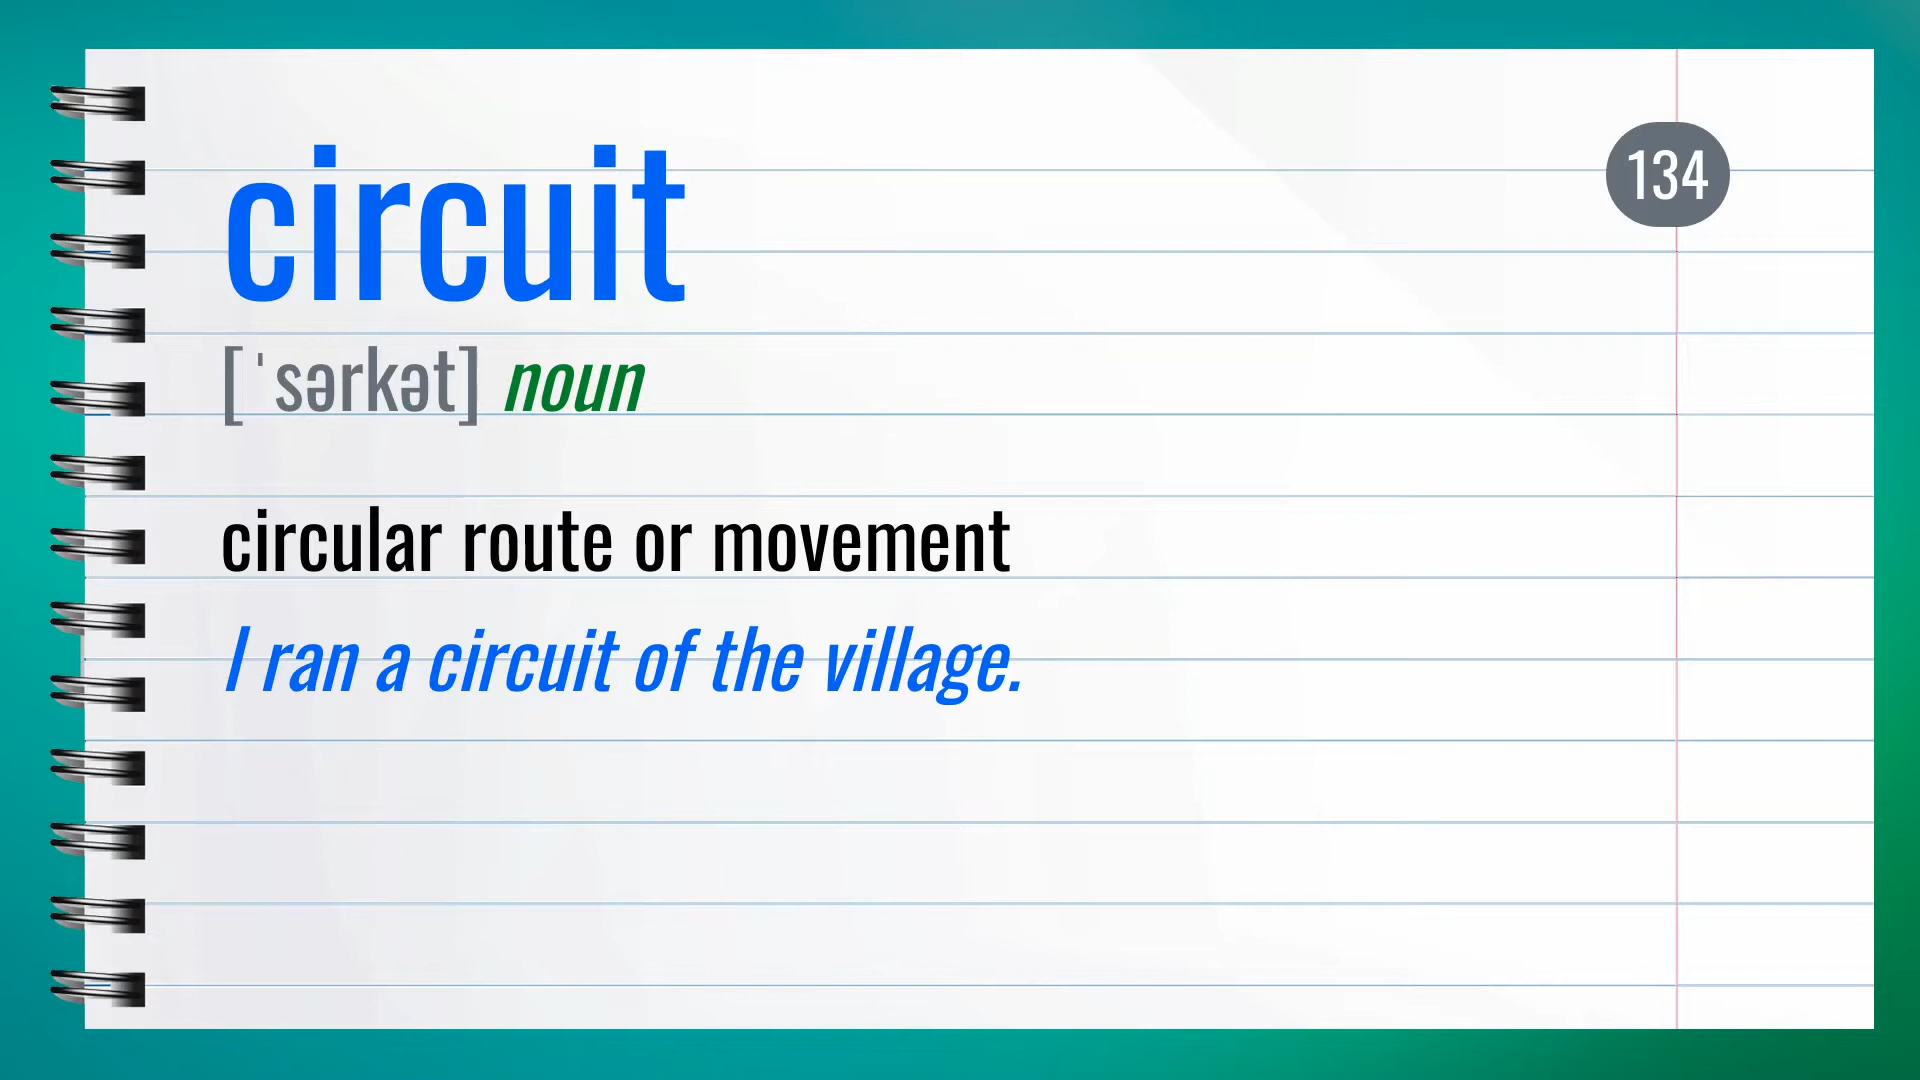 circuit
134
[ˈsərkət] noun
circular route or movement
I ran a circuit of the village.